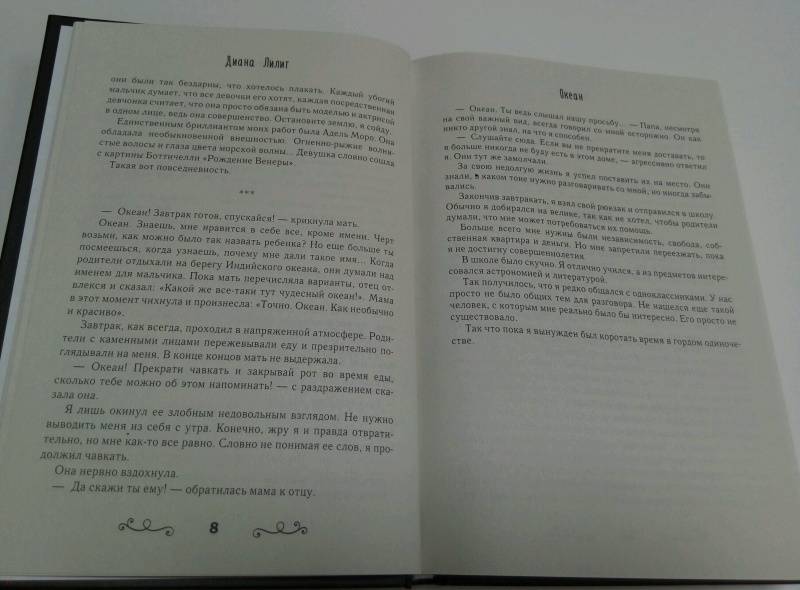 Диана Лилит
они были так бездарны, что хотелось плакать. Каждый убогий
мальчик думает, что все девочки его хотят, каждая посредственная
девчонка считает, что она просто обязана быть моделью и актрисой
в одном лице, ведь она совершенство. Остановите землю, я сойду.
Единственным бриллиантом моих работ была Адель Моро. Она
обладала необыкновенной внешностью. Огненно-рыжие волни-
стые волосы и глаза цвета морской волны... Девушка словно сошла
с картины Боттичелли «Рождение Венеры».
Такая вот повседневность.
***
— Океан! Завтрак готов, спускайся! — крикнула мать.
Океан. Знаешь, мне нравится в себе все, кроме имени. Черт
возьми, как можно было так назвать ребенка? Но еще больше ты
посмеешься, когда узнаешь, почему мне дали такое имя... Когда
родители отдыхали на берегу Индийского океана, они думали над
именем для мальчика. Пока мать перечисляла варианты, отец от-
влекся и сказал: «Какой же все-таки тут чудесный океан!». Мама
в этот момент чихнула и произнесла: «Точно. Океан. Как необычно
и красиво».
Завтрак, как всегда, проходил в напряженной атмосфере. Роди-
тели с каменными лицами пережевывали еду и презрительно по-
глядывали на меня. В конце концов мать не выдержала.
— Океан! Прекрати чавкать и закрывай рот во время еды,
сколько тебе можно об этом напоминать! — с раздражением ска-
зала она.
Я лишь окинул ее злобным недовольным взглядом. Не нужно
выводить меня из себя с утра. Конечно, жру я и правда отврати-
тельно, но мне как-то все равно. Словно не понимая ее слов, я про-
должил чавкать.
Она нервно вздохнула.
— Да скажи ты ему! — обратилась мама к отцу.
8
Океан
— Океан. Ты ведь слышал нашу просьбу... — Папа, несмотря
на свой важный вид, всегда говорил со мной осторожно. Он как
никто другой знал, на что я способен.
— Слушайте сюда. Если вы не прекратите меня доставать, то
я больше никогда не буду есть в этом доме, — агрессивно ответил
я. Они тут же замолчали.
За свою недолгую жизнь я успел поставить их на место. Они
знали, в каком тоне нужно разговаривать со мной, но иногда забы-
вались.
Закончив завтракать, я взял свой рюкзак и отправился в школу.
Обычно я добирался на велике, так как не хотел, чтобы родители
думали, что мне может потребоваться их помощь.
Больше всего мне нужны были независимость, свобода, соб-
ственная квартира и деньги. Но мне запретили переезжать, пока
я не достигну совершеннолетия.
В школе было скучно. Я отлично учился, а из предметов интере-
совался астрономией и литературой.
Так получилось, что я редко общался с одноклассниками. У нас
просто не было общих тем для разговора. Не нашелся еще такой
человек, с которым мне реально было бы интересно. Его просто не
существовало.
Так что пока я вынужден был коротать время в гордом одиноче-
стве.